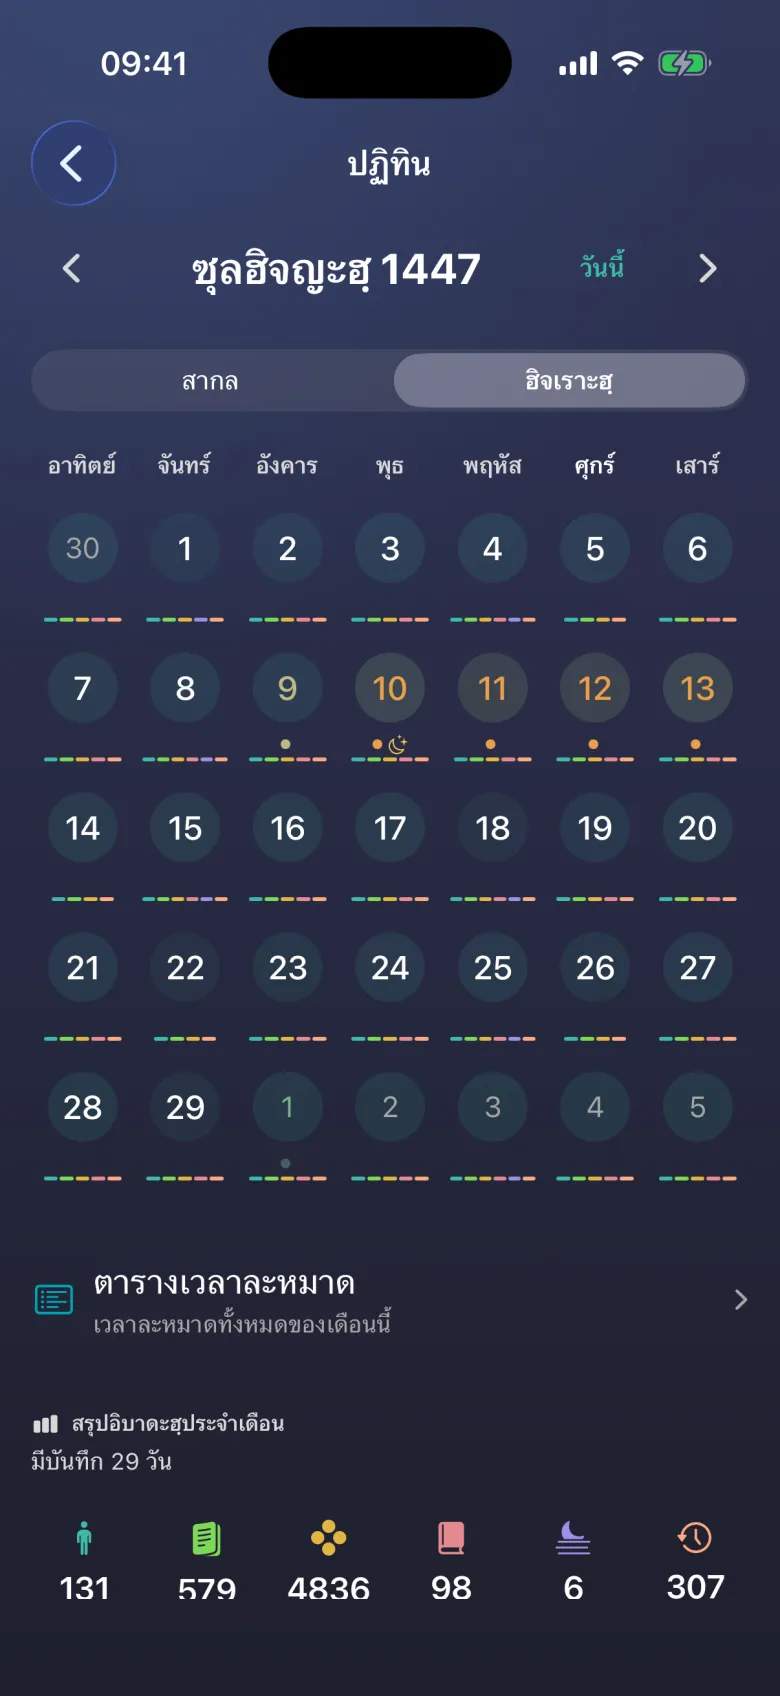 09:41
ปฏิทิน
ซุลฮิจญะฮฺ 1447
วันนี้
สากล
ฮิจเราะฮฺ
อาทิตย์ จันทร์ อังคาร พุธ พฤหัส ศุกร์ เสาร์
30 1 2 3 4 5 6
7 8 9 10 11 12 13
14 15 16 17 18 19 20
21 22 23 24 25 26 27
28 29 1 2 3 4 5
ตารางเวลาละหมาด
เวลาละหมาดทั้งหมดของเดือนนี้
สรุปอิบาดะฮฺประจำเดือน
มีบันทึก 29 วัน
131 579 4836 98 6 307